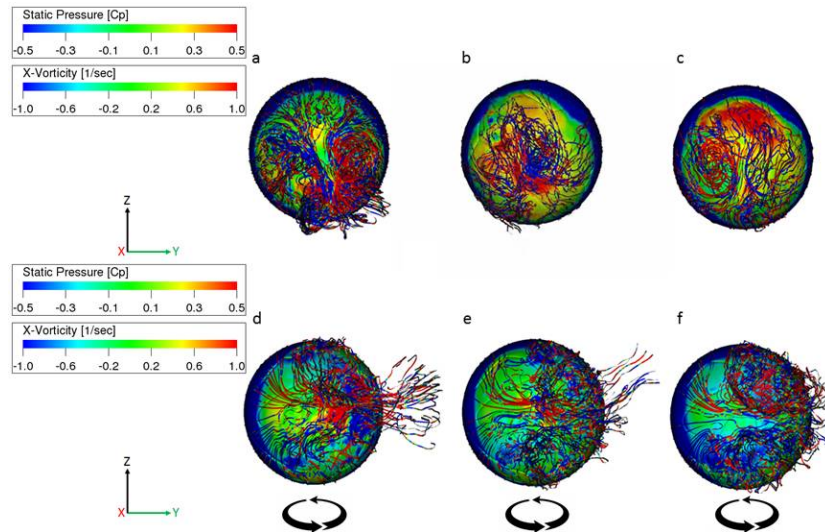 Static Pressure [Cp]
-0.5 -0.3 -0.1 0.1 0.3 0.5
X-Vorticity [1/sec]
-1.0 -0.6 -0.2 0.2 0.6 1.0
a b c
Z
X Y
Static Pressure [Cp]
-0.5 -0.3 -0.1 0.1 0.3 0.5
X-Vorticity [1/sec]
-1.0 -0.6 -0.2 0.2 0.6 1.0
d e f
Z
X Y